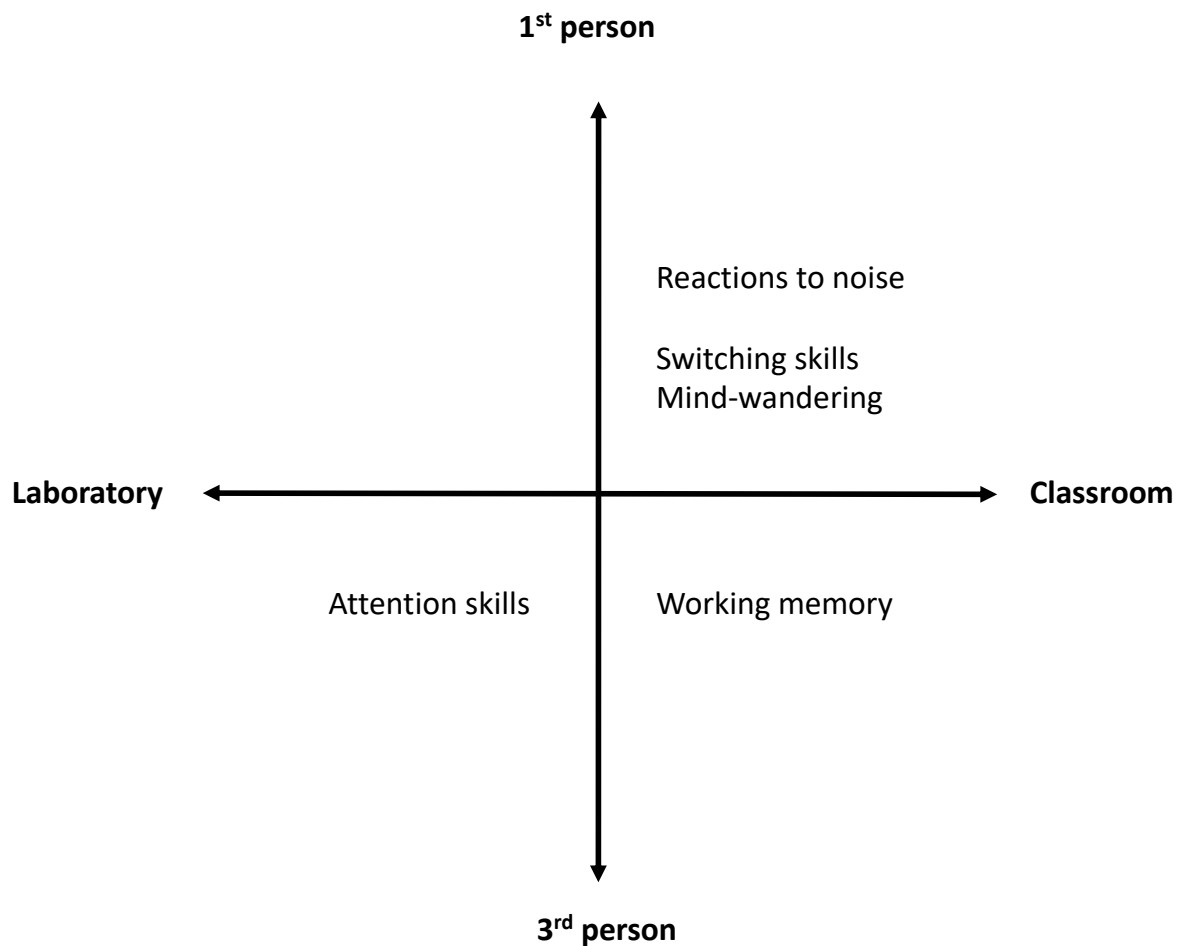 1st person
Reactions to noise
Switching skills
Mind-wandering
Laboratory
Classroom
Attention skills
Working memory
3rd person